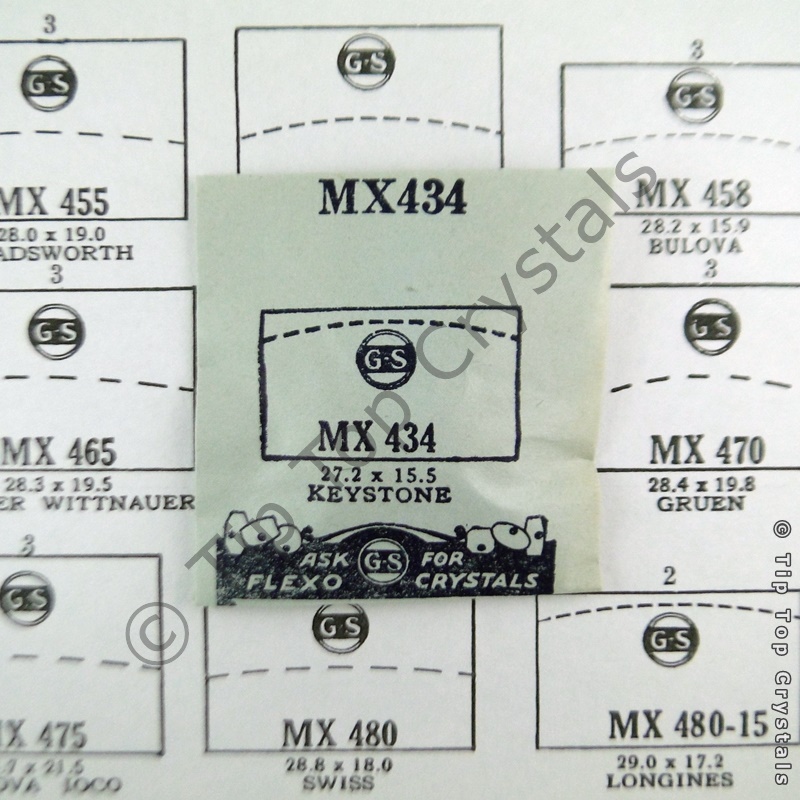 3
G-S
MX 455
28.0 x 19.0
ADSWORTH
G-S
3
G-S
MX 458
28.2 x 15.9
BULOVA
3
G-S
MX 465
28.3 x 19.5
ER WITTNAUER
MX434
G-S
MX 434
27.2 x 15.5
KEYSTONE
ASK G-S FOR
FLEXO CRYSTALS
3
G-S
MX 470
28.4 x 19.8
GRUEN
3
G-S
MX 475
G-S
MX 480
28.8 x 18.0
SWISS
2
G-S
MX 480-15
29.0 x 17.2
LONGINES
© Tip Top Crystals
© Tip Top Crystals